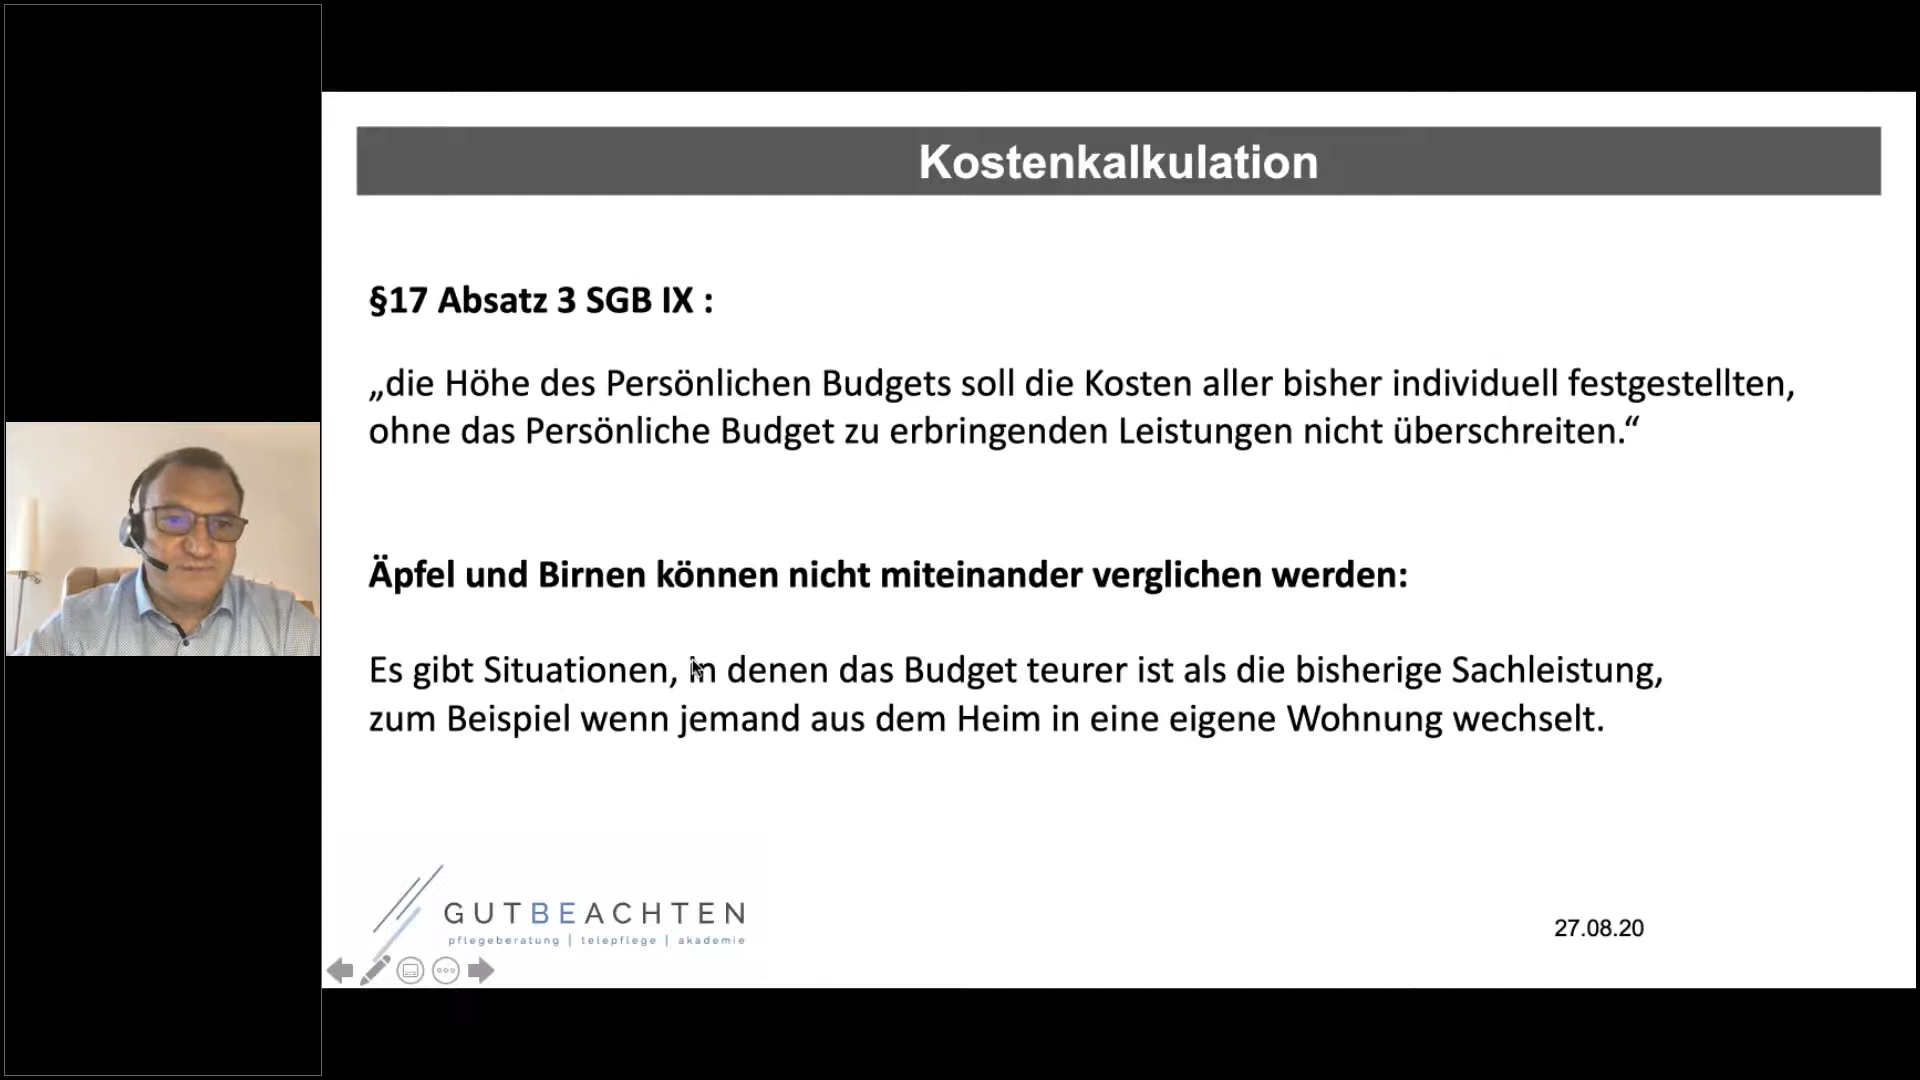 Kostenkalkulation
§17 Absatz 3 SGB IX :
„die Höhe des Persönlichen Budgets soll die Kosten aller bisher individuell festgestellten,
ohne das Persönliche Budget zu erbringenden Leistungen nicht überschreiten.“
Äpfel und Birnen können nicht miteinander verglichen werden:
Es gibt Situationen, in denen das Budget teurer ist als die bisherige Sachleistung,
zum Beispiel wenn jemand aus dem Heim in eine eigene Wohnung wechselt.
GUTBEACHTEN
pflegeberatung | telepflege | akademie
27.08.20